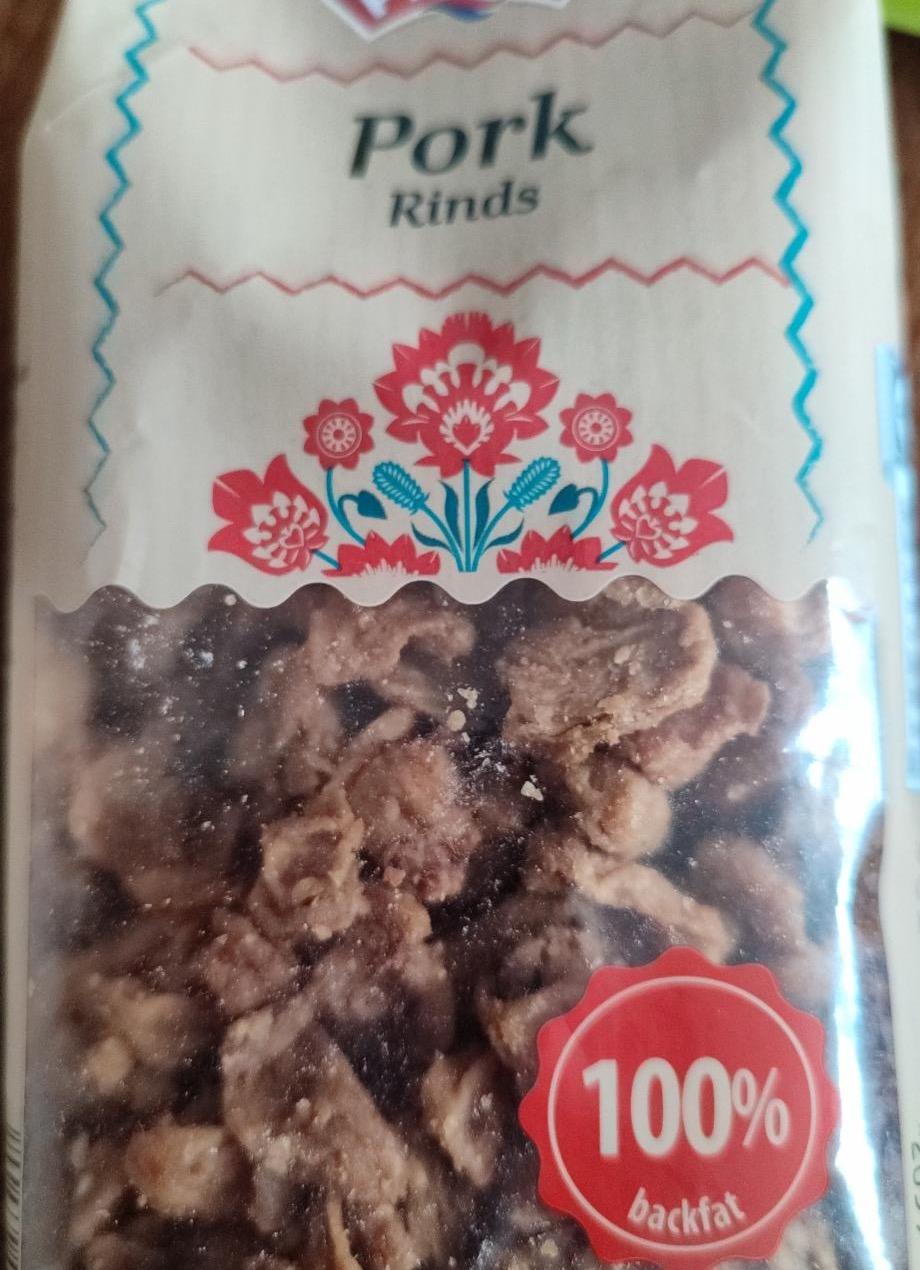 Pork
Rinds
100%
backfat